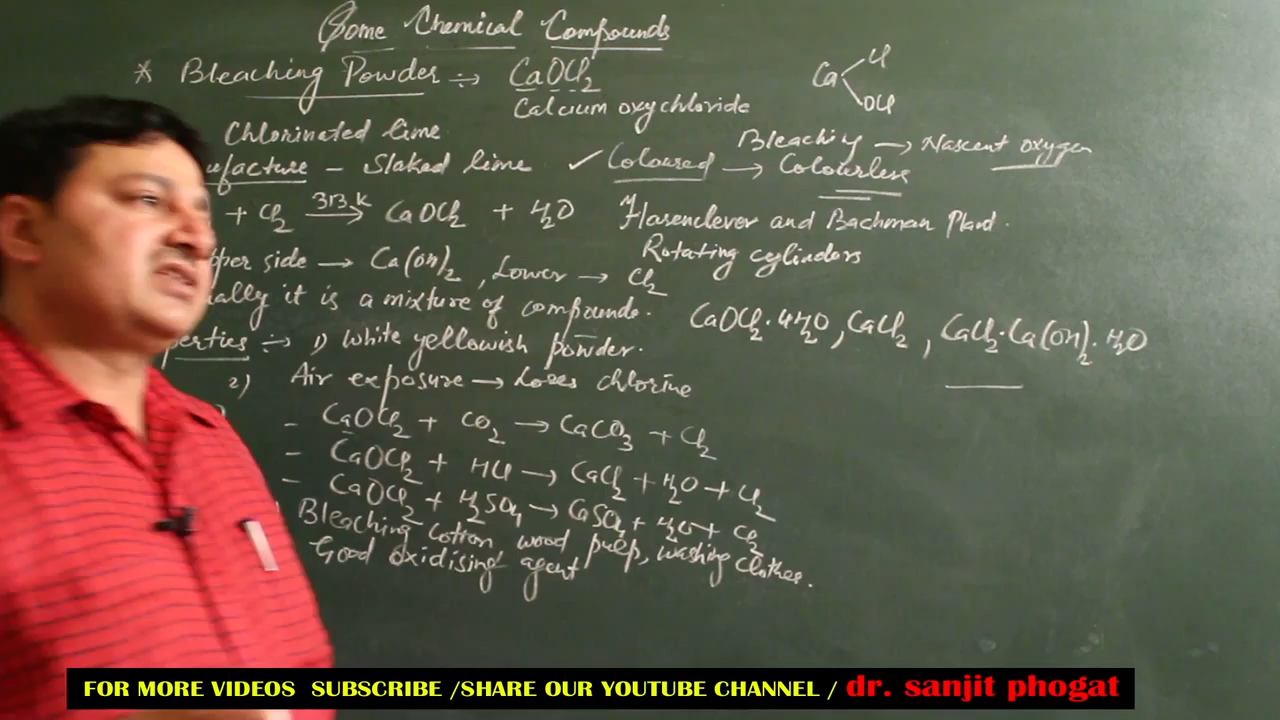 Some Chemical Compounds
* Bleaching Powder :- CaOCl2
Ca Cl OCl
Calcium oxychloride
Chlorinated lime
Bleaching → Nascent oxygen
ufacture - Slaked lime ✓ Coloured → Colourless
+ Cl2 313 K → CaOCl2 + H2O
Hasenclever and Bachman Plant.
Rotating cylinders
pper side → Ca(OH)2, Lower → Cl2
ually it is a mixture of compounds.
CaOCl2·4H2O, CaCl2, CaCl2·Ca(OH)2·H2O
perties :- 1) White yellowish powder.
2) Air exposure → Loses chlorine
- CaOCl2 + CO2 → CaCO3 + Cl2
- CaOCl2 + HCl → CaCl2 + H2O + Cl2
- CaOCl2 + H2SO4 → CaSO4 + H2O + Cl2
Bleaching cotton wood pulp, washing clothes.
Good oxidising agent
FOR MORE VIDEOS SUBSCRIBE /SHARE OUR YOUTUBE CHANNEL / dr. sanjit phogat